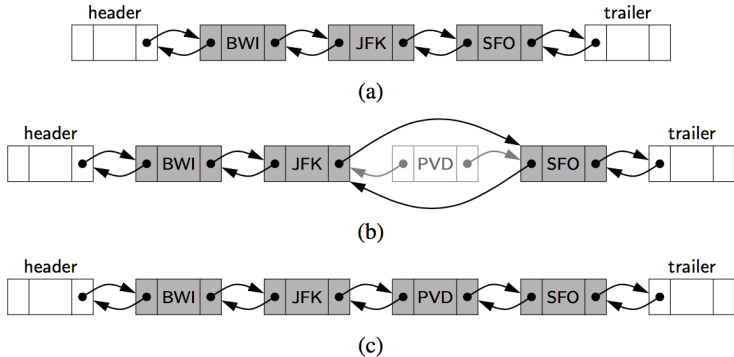 header trailer
BWI JFK SFO
(a)
header trailer
BWI JFK PVD SFO
(b)
header trailer
BWI JFK PVD SFO
(c)